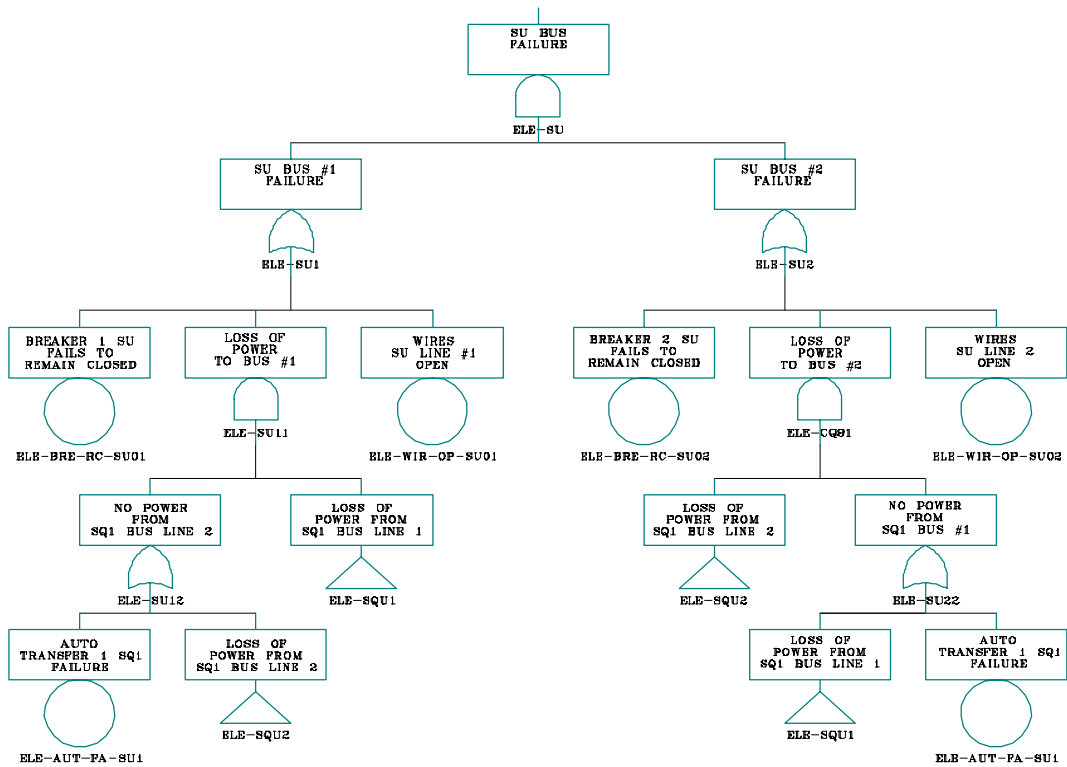 SU BUS
FAILURE
ELE-SU
SU BUS #1
FAILURE
ELE-SU1
SU BUS #2
FAILURE
ELE-SU2
BREAKER 1 SU
FAILS TO
REMAIN CLOSED
ELE-BRE-RC-SU01
LOSS OF
POWER
TO BUS #1
ELE-SU11
WIRES
SU LINE #1
OPEN
ELE-WIR-OP-SU01
BREAKER 2 SU
FAILS TO
REMAIN CLOSED
ELE-BRE-RC-SU02
LOSS OF
POWER
TO BUS #2
WIRES
SU LINE 2
OPEN
ELE-WIR-OP-SU02
NO POWER
FROM
SQ1 BUS LINE 2
ELE-SU12
LOSS OF
POWER FROM
SQ1 BUS LINE 1
ELE-SQU1
LOSS OF
POWER FROM
SQ1 BUS LINE 2
ELE-SQU2
NO POWER
FROM
SQ1 BUS #1
ELE-SU22
AUTO
TRANSFER 1 SQ1
FAILURE
ELE-AUT-FA-SU1
LOSS OF
POWER FROM
SQ1 BUS LINE 2
ELE-SQU2
LOSS OF
POWER FROM
SQ1 BUS LINE 1
ELE-SQU1
AUTO
TRANSFER 1 SQ1
FAILURE
ELE-AUT-FA-SU1